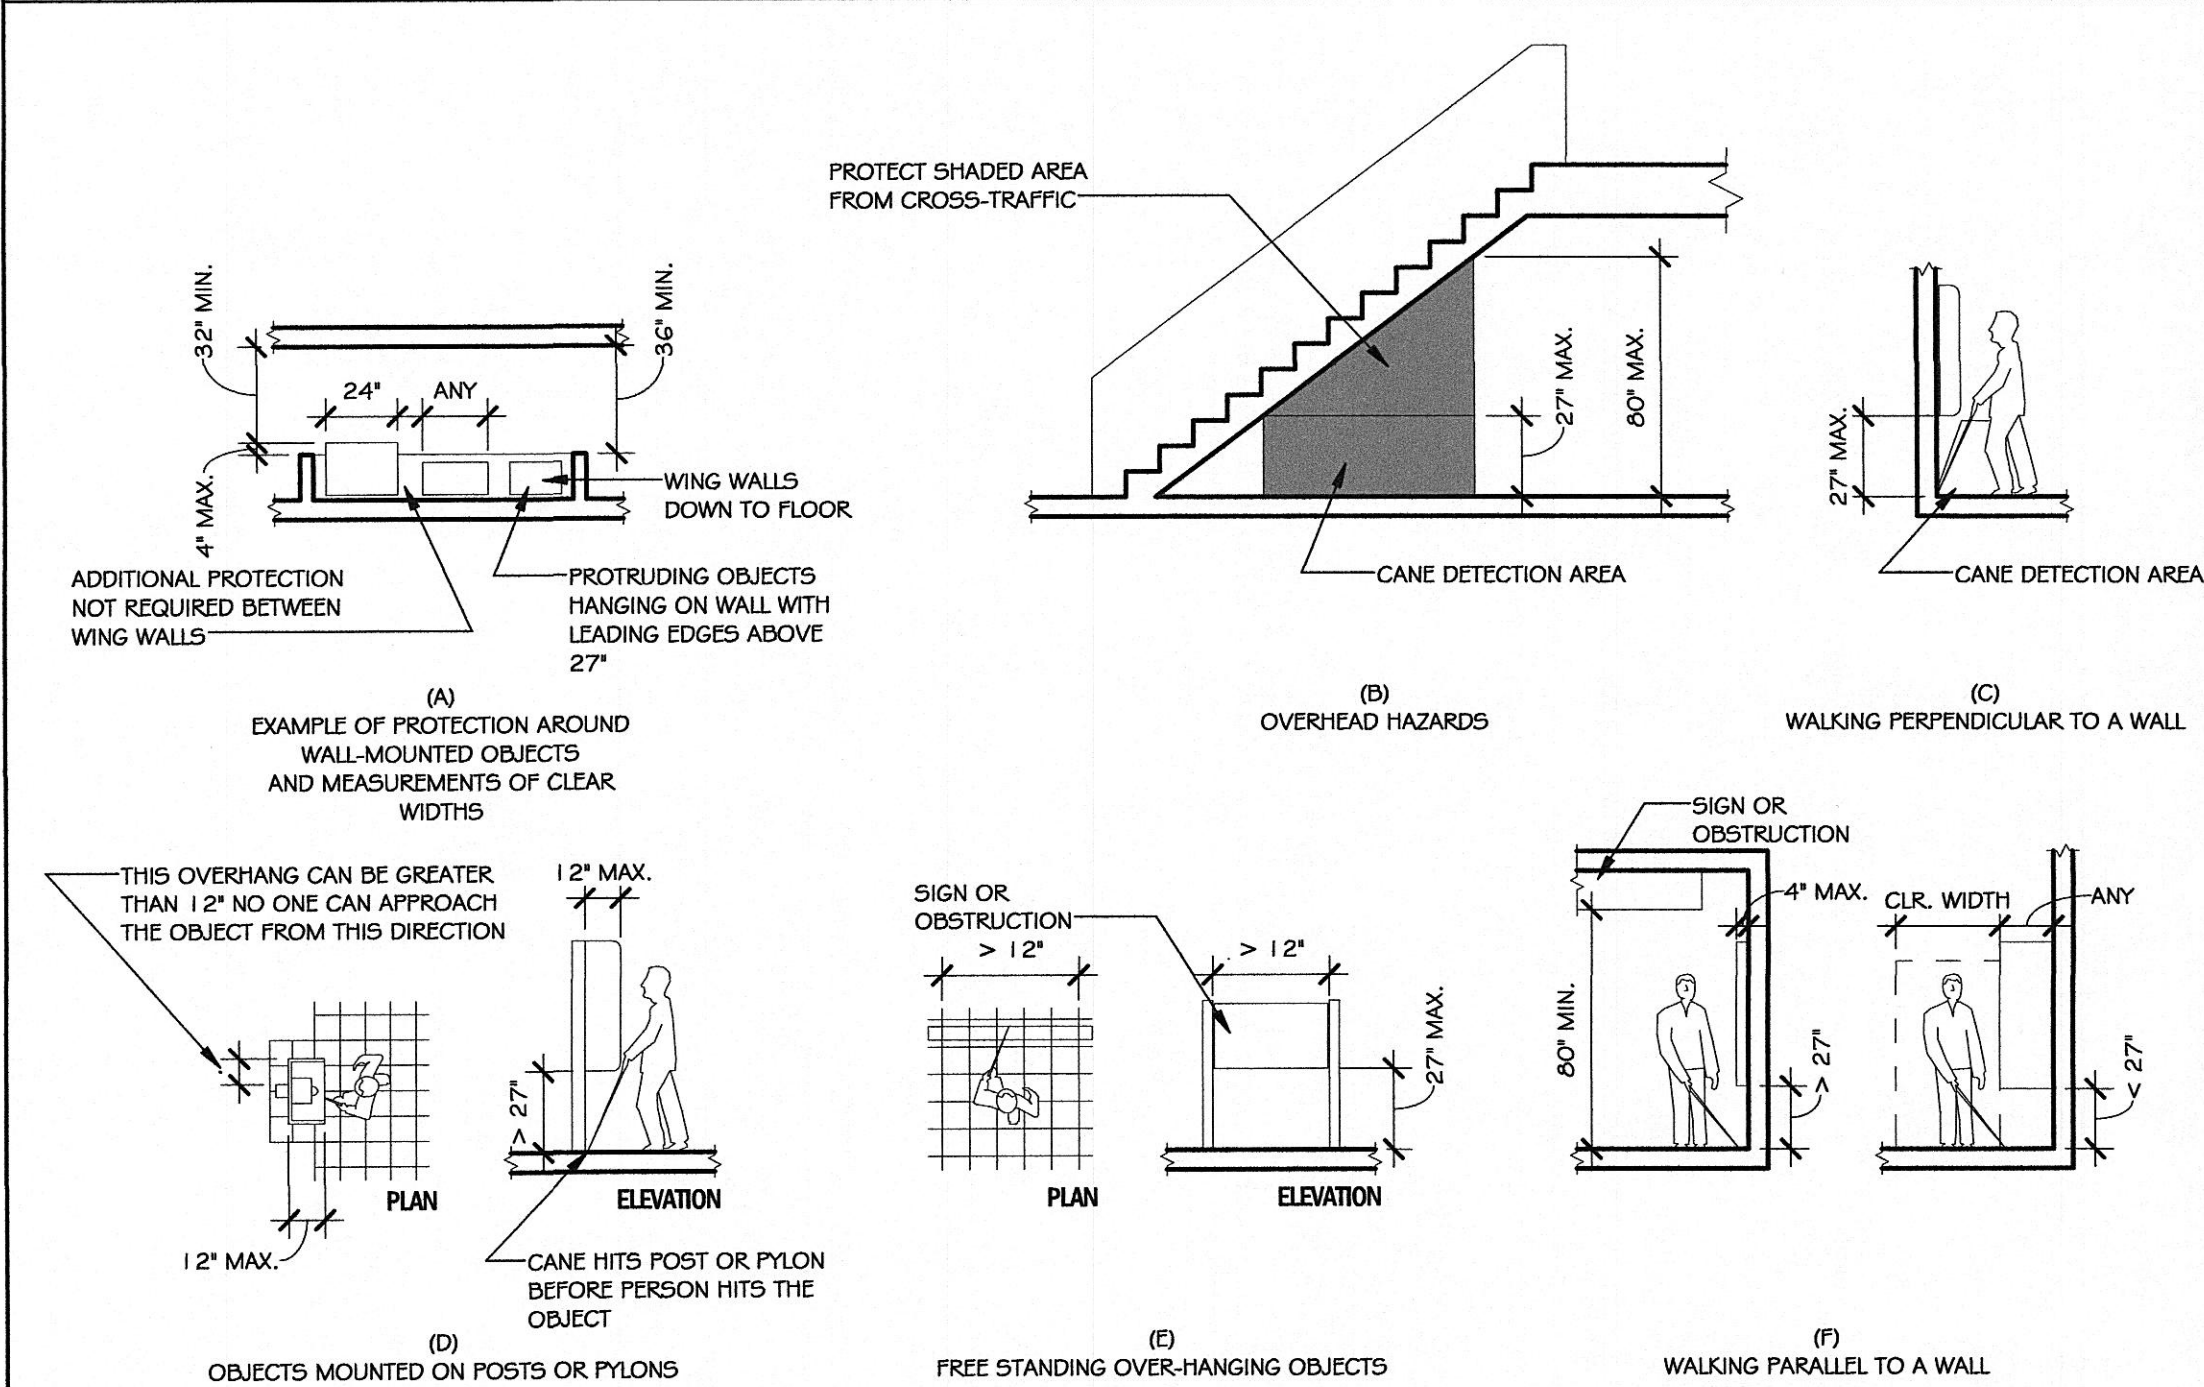 32" MIN.
36" MIN.
24"
ANY
4" MAX.
WING WALLS
DOWN TO FLOOR
ADDITIONAL PROTECTION
NOT REQUIRED BETWEEN
WING WALLS
PROTRUDING OBJECTS
HANGING ON WALL WITH
LEADING EDGES ABOVE
27"
(A)
EXAMPLE OF PROTECTION AROUND
WALL-MOUNTED OBJECTS
AND MEASUREMENTS OF CLEAR
WIDTHS
PROTECT SHADED AREA
FROM CROSS-TRAFFIC
27" MAX.
80" MAX.
CANE DETECTION AREA
(B)
OVERHEAD HAZARDS
27" MAX.
CANE DETECTION AREA
(C)
WALKING PERPENDICULAR TO A WALL
THIS OVERHANG CAN BE GREATER
THAN 12" NO ONE CAN APPROACH
THE OBJECT FROM THIS DIRECTION
12" MAX.
> 27"
PLAN
ELEVATION
12" MAX.
CANE HITS POST OR PYLON
BEFORE PERSON HITS THE
OBJECT
(D)
OBJECTS MOUNTED ON POSTS OR PYLONS
SIGN OR
OBSTRUCTION
> 12"
> 12"
27" MAX.
PLAN
ELEVATION
(E)
FREE STANDING OVER-HANGING OBJECTS
SIGN OR
OBSTRUCTION
4" MAX.
CLR. WIDTH
ANY
80" MIN.
> 27"
< 27"
(F)
WALKING PARALLEL TO A WALL